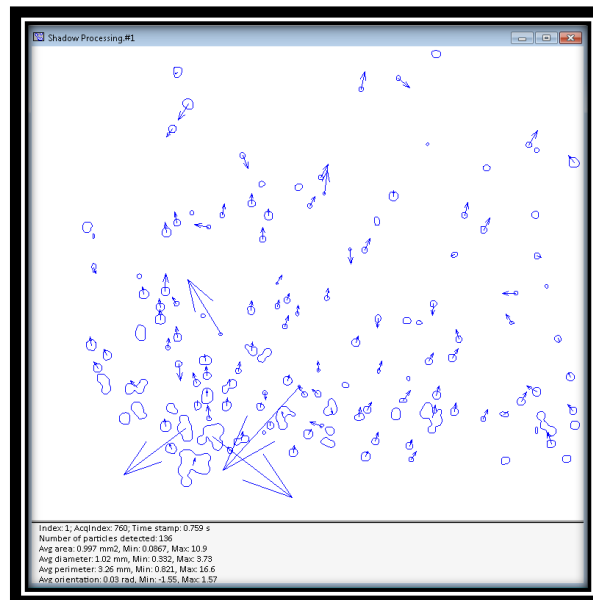 Shadow Processing.#1
Index: 1; AcqIndex: 760; Time stamp: 0.759 s
Number of particles detected: 136
Avg area: 0.997 mm2, Min: 0.0867, Max: 10.9
Avg diameter: 1.02 mm, Min: 0.332, Max: 3.73
Avg perimeter: 3.26 mm, Min: 0.821, Max: 16.6
Avg orientation: 0.03 rad, Min: -1.55, Max: 1.57